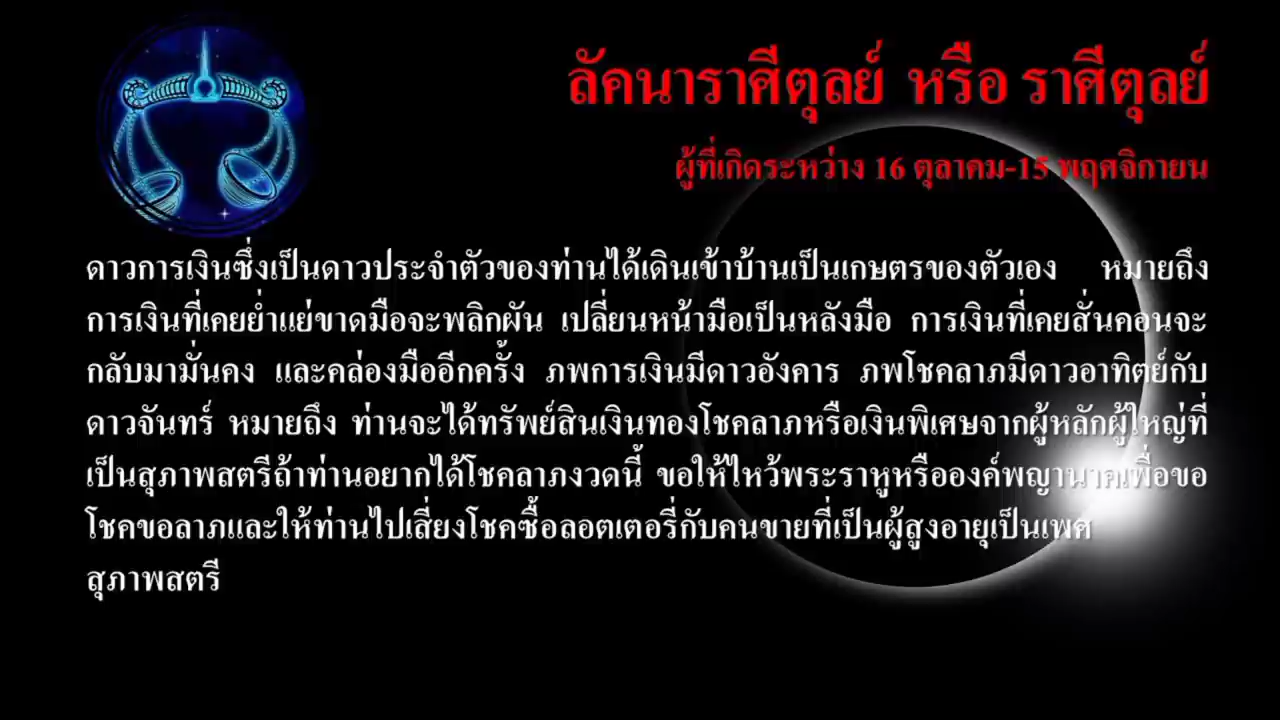 ลัคนาราศีตุลย์ หรือ ราศีตุลย์
ผู้ที่เกิดระหว่าง 16 ตุลาคม-15 พฤศจิกายน
ดาวการเงินซึ่งเป็นดาวประจำตัวของท่านได้เดินเข้าบ้านเป็นเกษตรของตัวเอง หมายถึง
การเงินที่เคยย่ำแย่ขาดมือจะพลิกผัน เปลี่ยนหน้ามือเป็นหลังมือ การเงินที่เคยสั่นคอนจะ
กลับมามั่นคง และคล่องมืออีกครั้ง ภพการเงินมีดาวอังคาร ภพโชคลาภมีดาวอาทิตย์กับ
ดาวจันทร์ หมายถึง ท่านจะได้ทรัพย์สินเงินทองโชคลาภหรือเงินพิเศษจากผู้หลักผู้ใหญ่ที่
เป็นสุภาพสตรีถ้าท่านอยากได้โชคลาภงวดนี้ ขอให้ไหว้พระราหูหรือองค์พญานาคเพื่อขอ
โชคขอลาภและให้ท่านไปเสี่ยงโชคซื้อลอตเตอรี่กับคนขายที่เป็นผู้สูงอายุเป็นเพศ
สุภาพสตรี